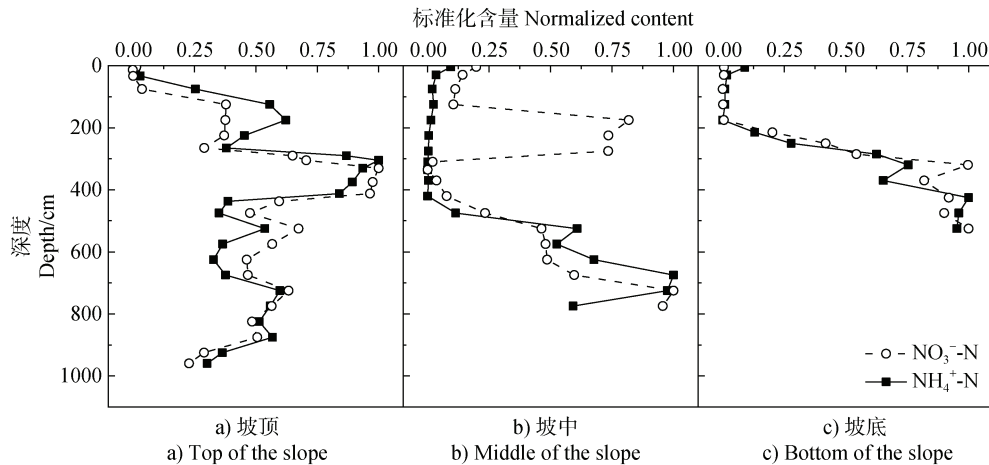 标准化含量 Normalized content
0.00 0.25 0.50 0.75 1.00 0.00 0.25 0.50 0.75 1.00 0.00 0.25 0.50 0.75 1.00
0
200
400
600
800
1000
深度
Depth/cm
NO₃⁻-N
NH₄⁺-N
a) 坡顶
a) Top of the slope
b) 坡中
b) Middle of the slope
c) 坡底
c) Bottom of the slope